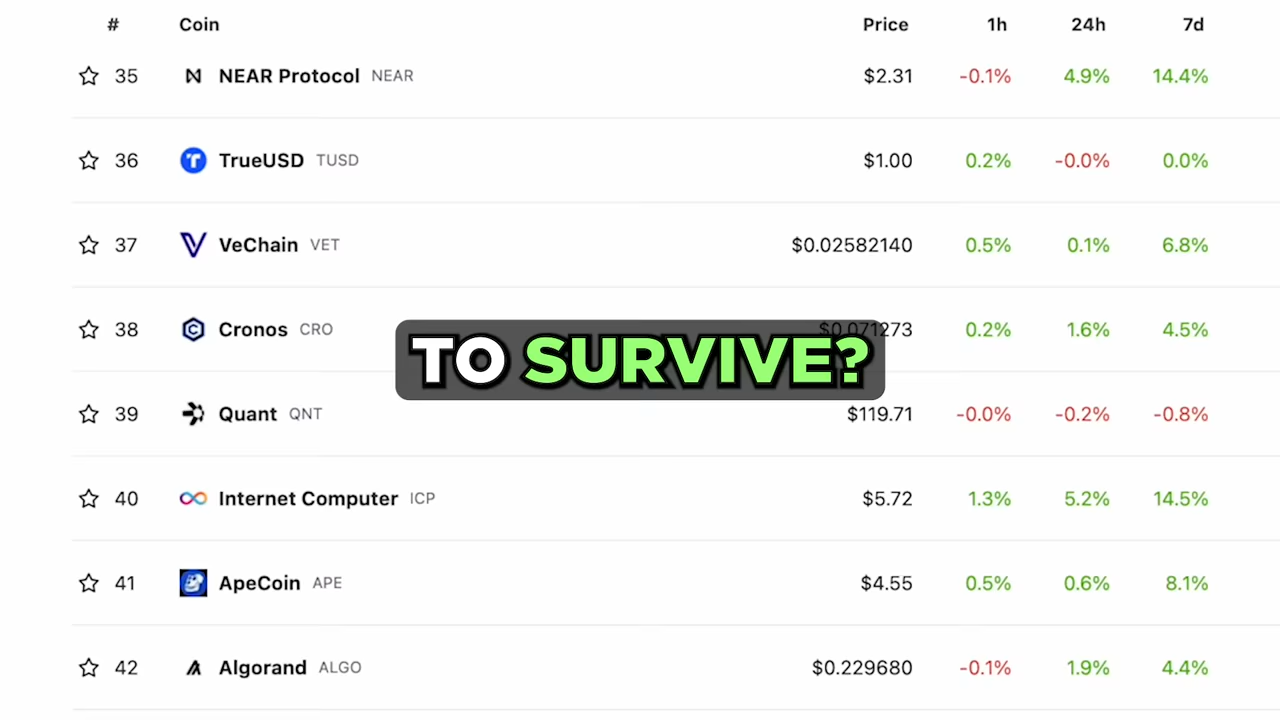 # Coin Price 1h 24h 7d
35 NEAR Protocol NEAR $2.31 -0.1% 4.9% 14.4%
36 TrueUSD TUSD $1.00 0.2% -0.0% 0.0%
37 VeChain VET $0.02582140 0.5% 0.1% 6.8%
38 Cronos CRO $0.071273 0.2% 1.6% 4.5%
TO SURVIVE?
39 Quant QNT $119.71 -0.0% -0.2% -0.8%
40 Internet Computer ICP $5.72 1.3% 5.2% 14.5%
41 ApeCoin APE $4.55 0.5% 0.6% 8.1%
42 Algorand ALGO $0.229680 -0.1% 1.9% 4.4%